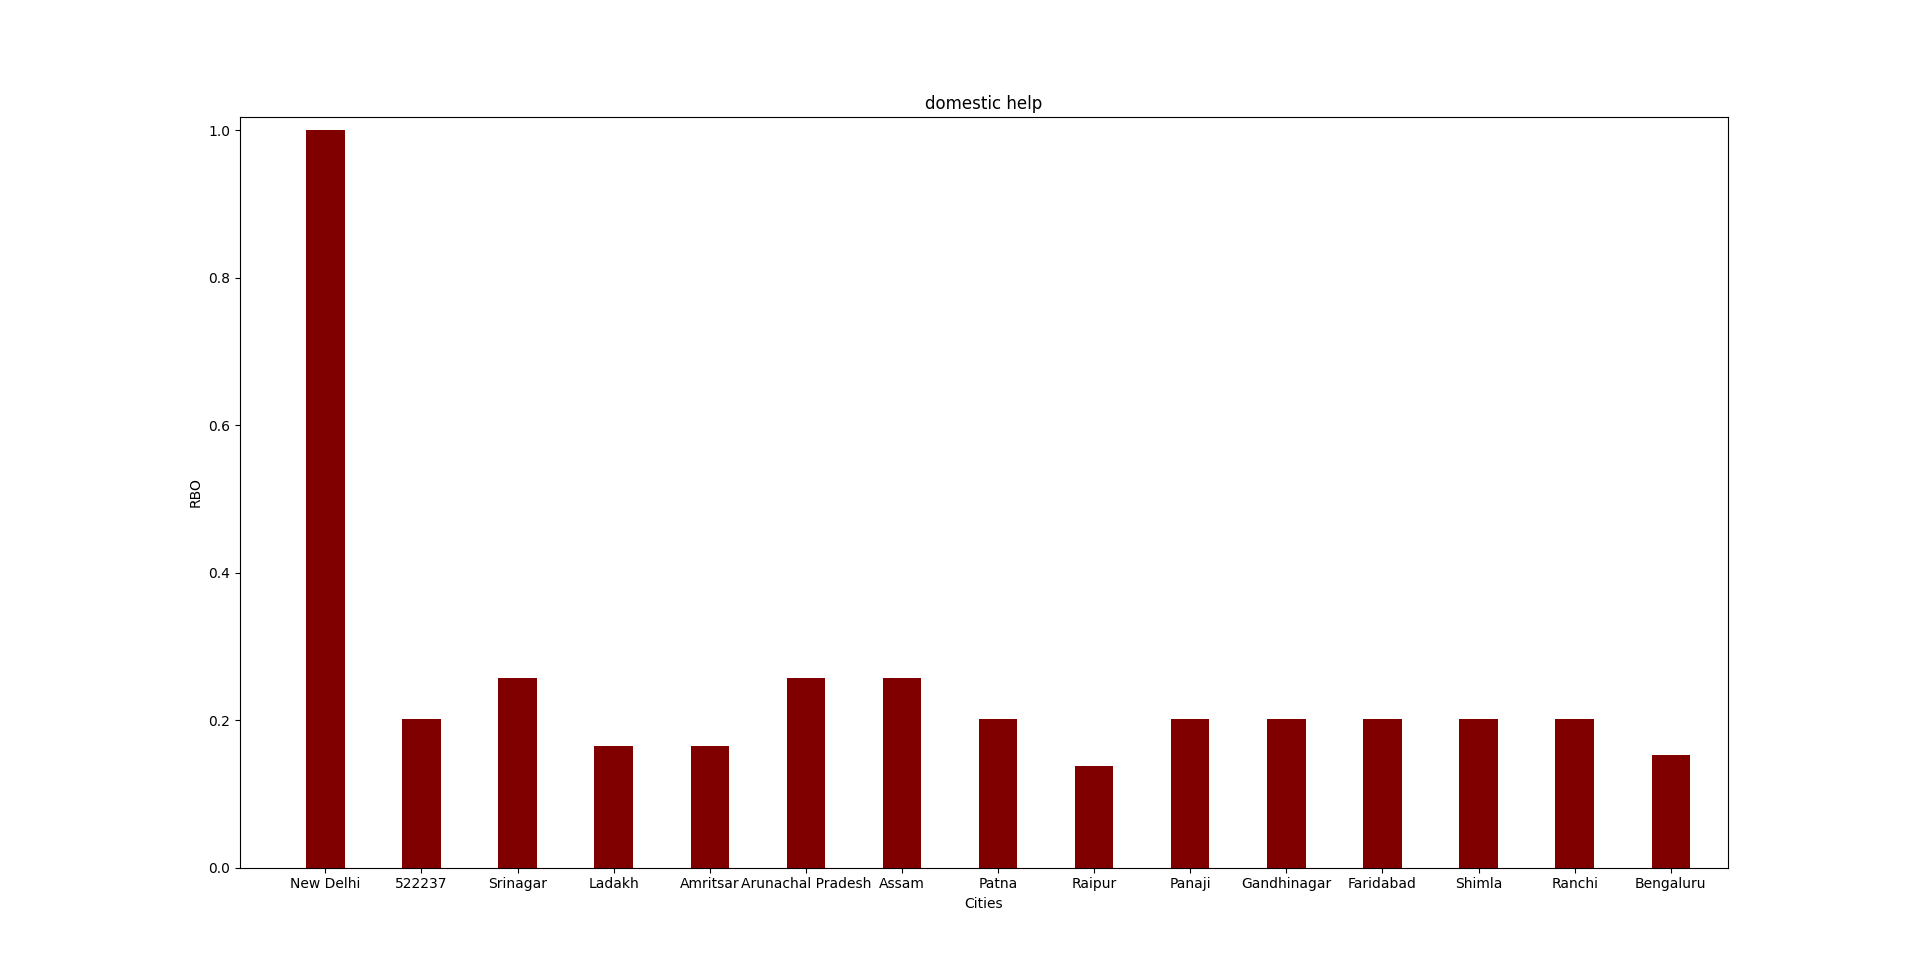 domestic help
1.0
0.8
0.6
0.4
0.2
0.0
RBO
New Delhi 522237 Srinagar Ladakh Amritsar Arunachal Pradesh Assam Patna Raipur Panaji Gandhinagar Faridabad Shimla Ranchi Bengaluru
Cities